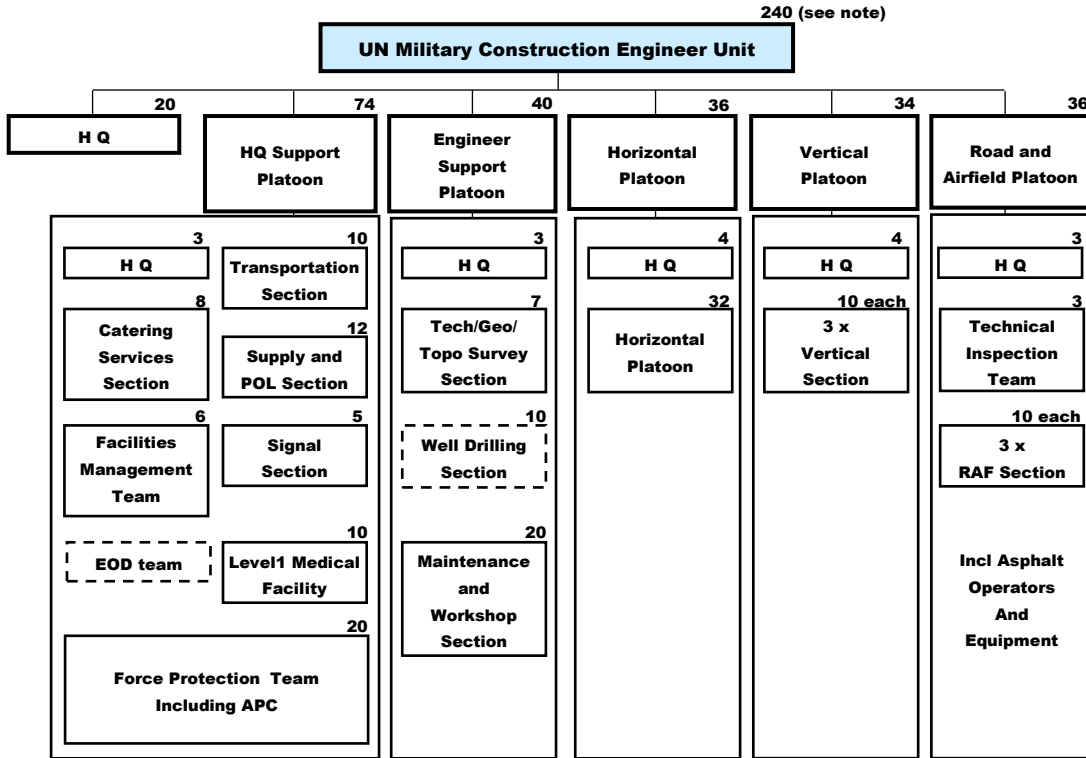 240 (see note)
UN Military Construction Engineer Unit
20
H Q
74
HQ Support
Platoon
40
Engineer
Support
Platoon
36
Horizontal
Platoon
34
Vertical
Platoon
36
Road and
Airfield Platoon
3
H Q
8
Catering
Services
Section
6
Facilities
Management
Team
EOD team
10
Transportation
Section
12
Supply and
POL Section
5
Signal
Section
10
Level1 Medical
Facility
20
Force Protection Team
Including APC
3
H Q
7
Tech/Geo/
Topo Survey
Section
10
Well Drilling
Section
20
Maintenance
and
Workshop
Section
4
H Q
32
Horizontal
Platoon
4
H Q
10 each
3 x
Vertical
Section
3
H Q
3
Technical
Inspection
Team
10 each
3 x
RAF Section
Incl Asphalt
Operators
And
Equipment